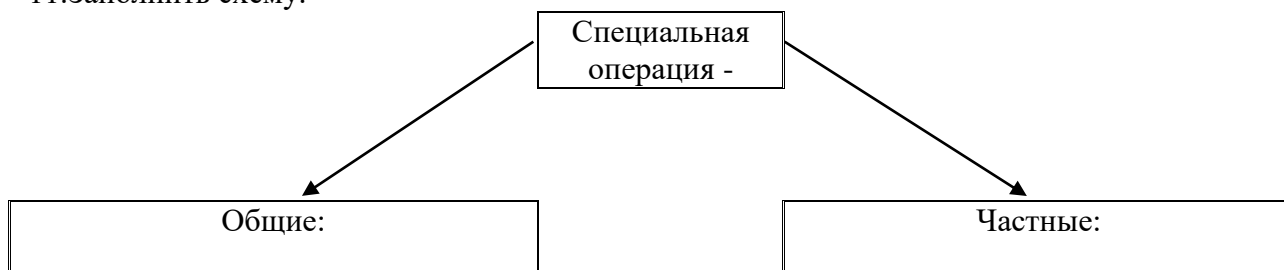 11.Заполнить схему:
Специальная
операция -
Общие:
Частные: